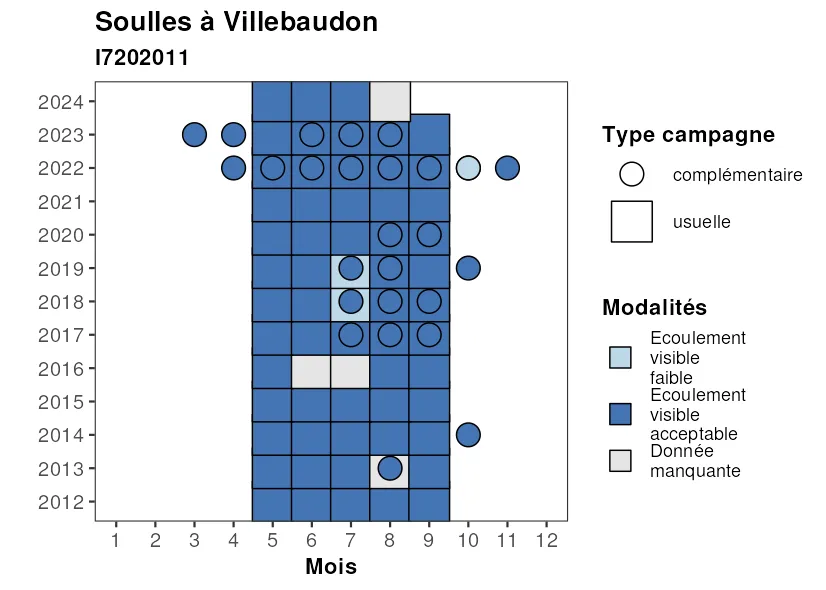 Soulles à Villebaudon
I7202011
2024
2023
2022
2021
2020
2019
2018
2017
2016
2015
2014
2013
2012
1 2 3 4 5 6 7 8 9 10 11 12
Mois
Type campagne
complémentaire
usuelle
Modalités
Ecoulement
visible
faible
Ecoulement
visible
acceptable
Donnée
manquante